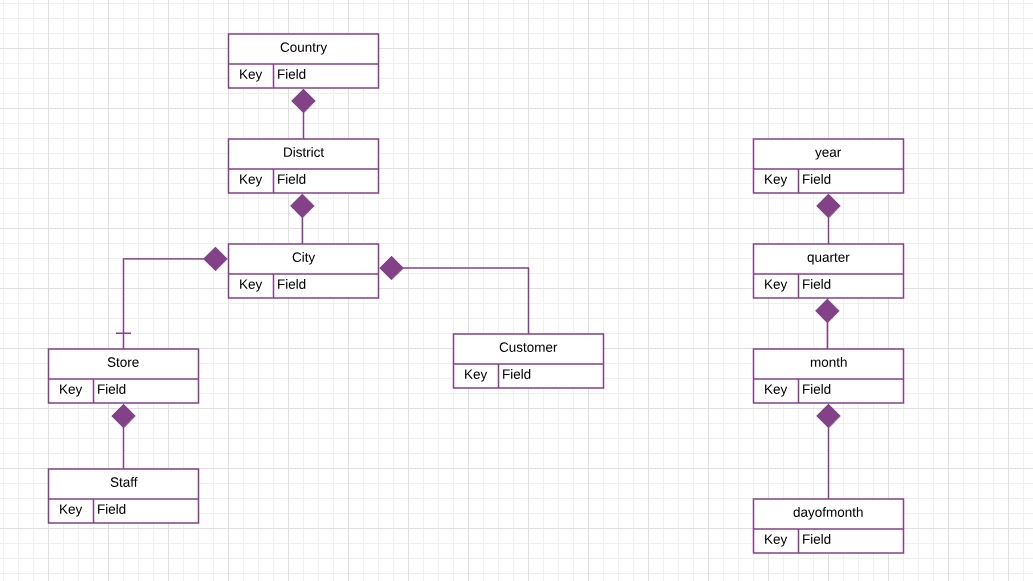 Country
Key Field
District
Key Field
year
Key Field
City
Key Field
quarter
Key Field
Customer
Key Field
Store
Key Field
month
Key Field
Staff
Key Field
dayofmonth
Key Field